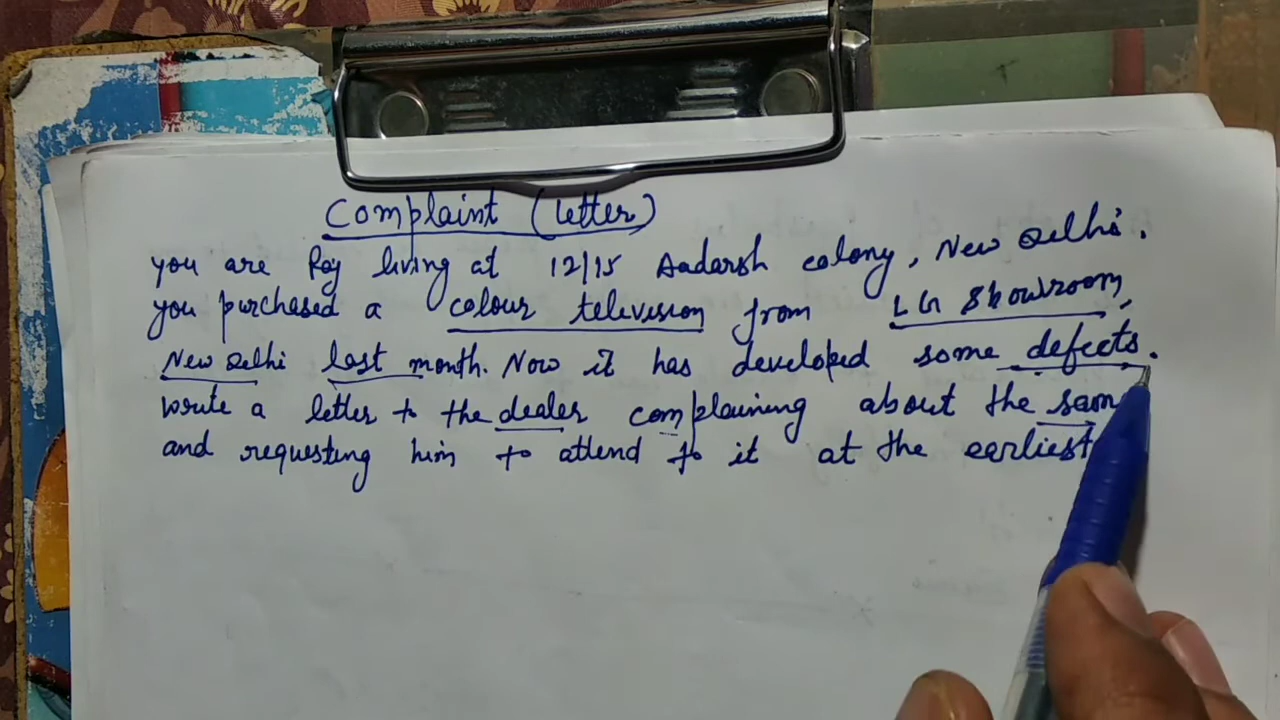 Complaint (letter)
you are Raj living at 12/15 Aadarsh colony, New Delhi.
you purchased a colour television from LG Showroom,
New Delhi last month. Now it has developed some defects.
write a letter to the dealer complaining about the
and requesting him to attend to it at the earliest